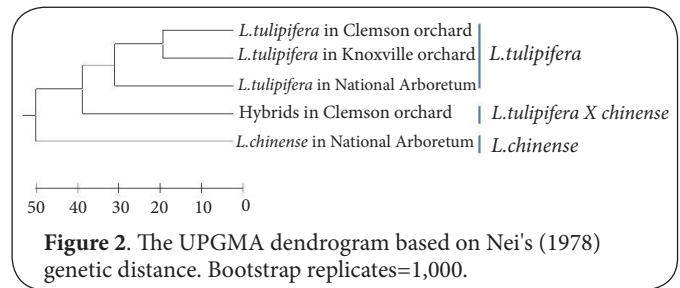 L.tulipifera in Clemson orchard
L.tulipifera in Knoxville orchard
L.tulipifera
L.tulipifera in National Arboretum
Hybrids in Clemson orchard
L.tulipifera X chinense
L.chinense in National Arboretum
L.chinense
50 40 30 20 10 0
Figure 2. The UPGMA dendrogram based on Nei's (1978)
genetic distance. Bootstrap replicates=1,000.